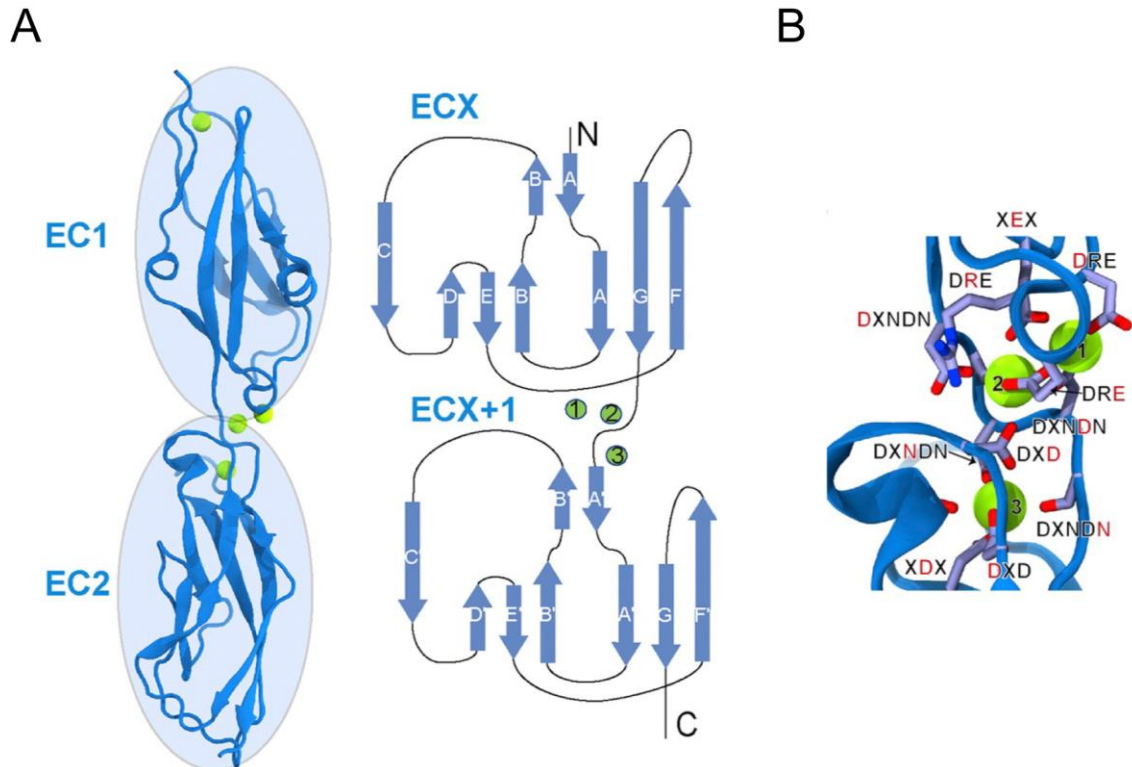 A
B
EC1
EC2
ECX
N
B
A
C
D
E
B
A
G
F
ECX+1
1
2
3
B'
A'
C'
D'
E'
B'
A'
G
F'
C
XEX
DRE
DRE
DXNDN
1
2
DRE
DXNDN
DXNDN
DXD
3
DXNDN
XDX
DXD